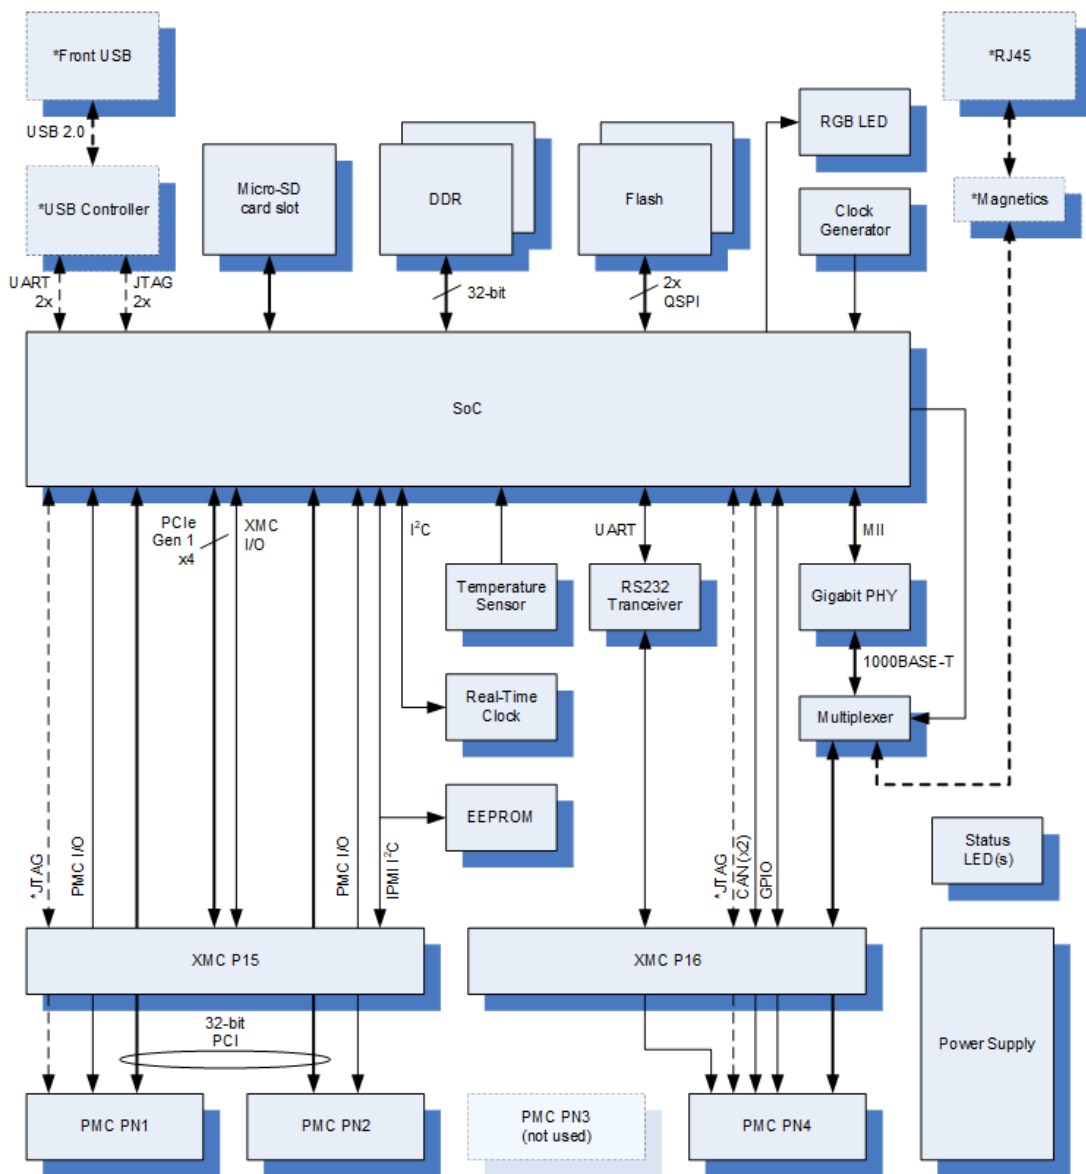 *Front USB
*RJ45
USB 2.0
RGB LED
*USB Controller
Micro-SD
card slot
DDR
Flash
Clock
Generator
*Magnetics
UART
2x
JTAG
2x
32-bit
2x
QSPI
SoC
PCIe
Gen 1
x4
XMC
I/O
I²C
UART
MII
Temperature
Sensor
RS232
Tranceiver
Gigabit PHY
1000BASE-T
Real-Time
Clock
Multiplexer
EEPROM
Status
LED(s)
*JTAG
PMC I/O
PMC I/O
IPMI I²C
*JTAG
CAN (x2)
GPIO
XMC P15
XMC P16
32-bit
PCI
Power Supply
PMC PN1
PMC PN2
PMC PN3
(not used)
PMC PN4